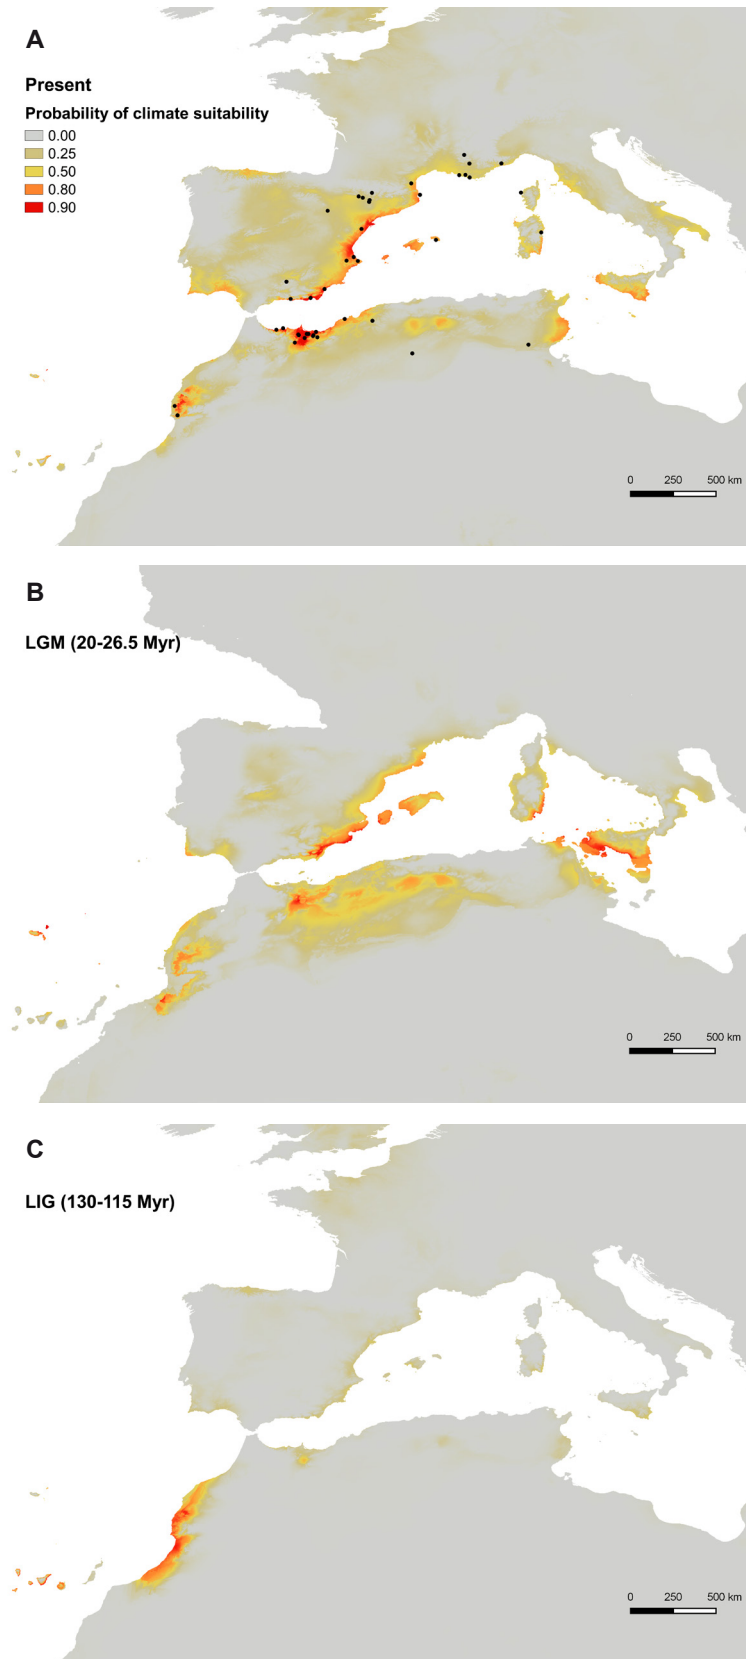 A
Present
Probability of climate suitability
0.00
0.25
0.50
0.80
0.90
0 250 500 km
B
LGM (20-26.5 Myr)
0 250 500 km
C
LIG (130-115 Myr)
0 250 500 km